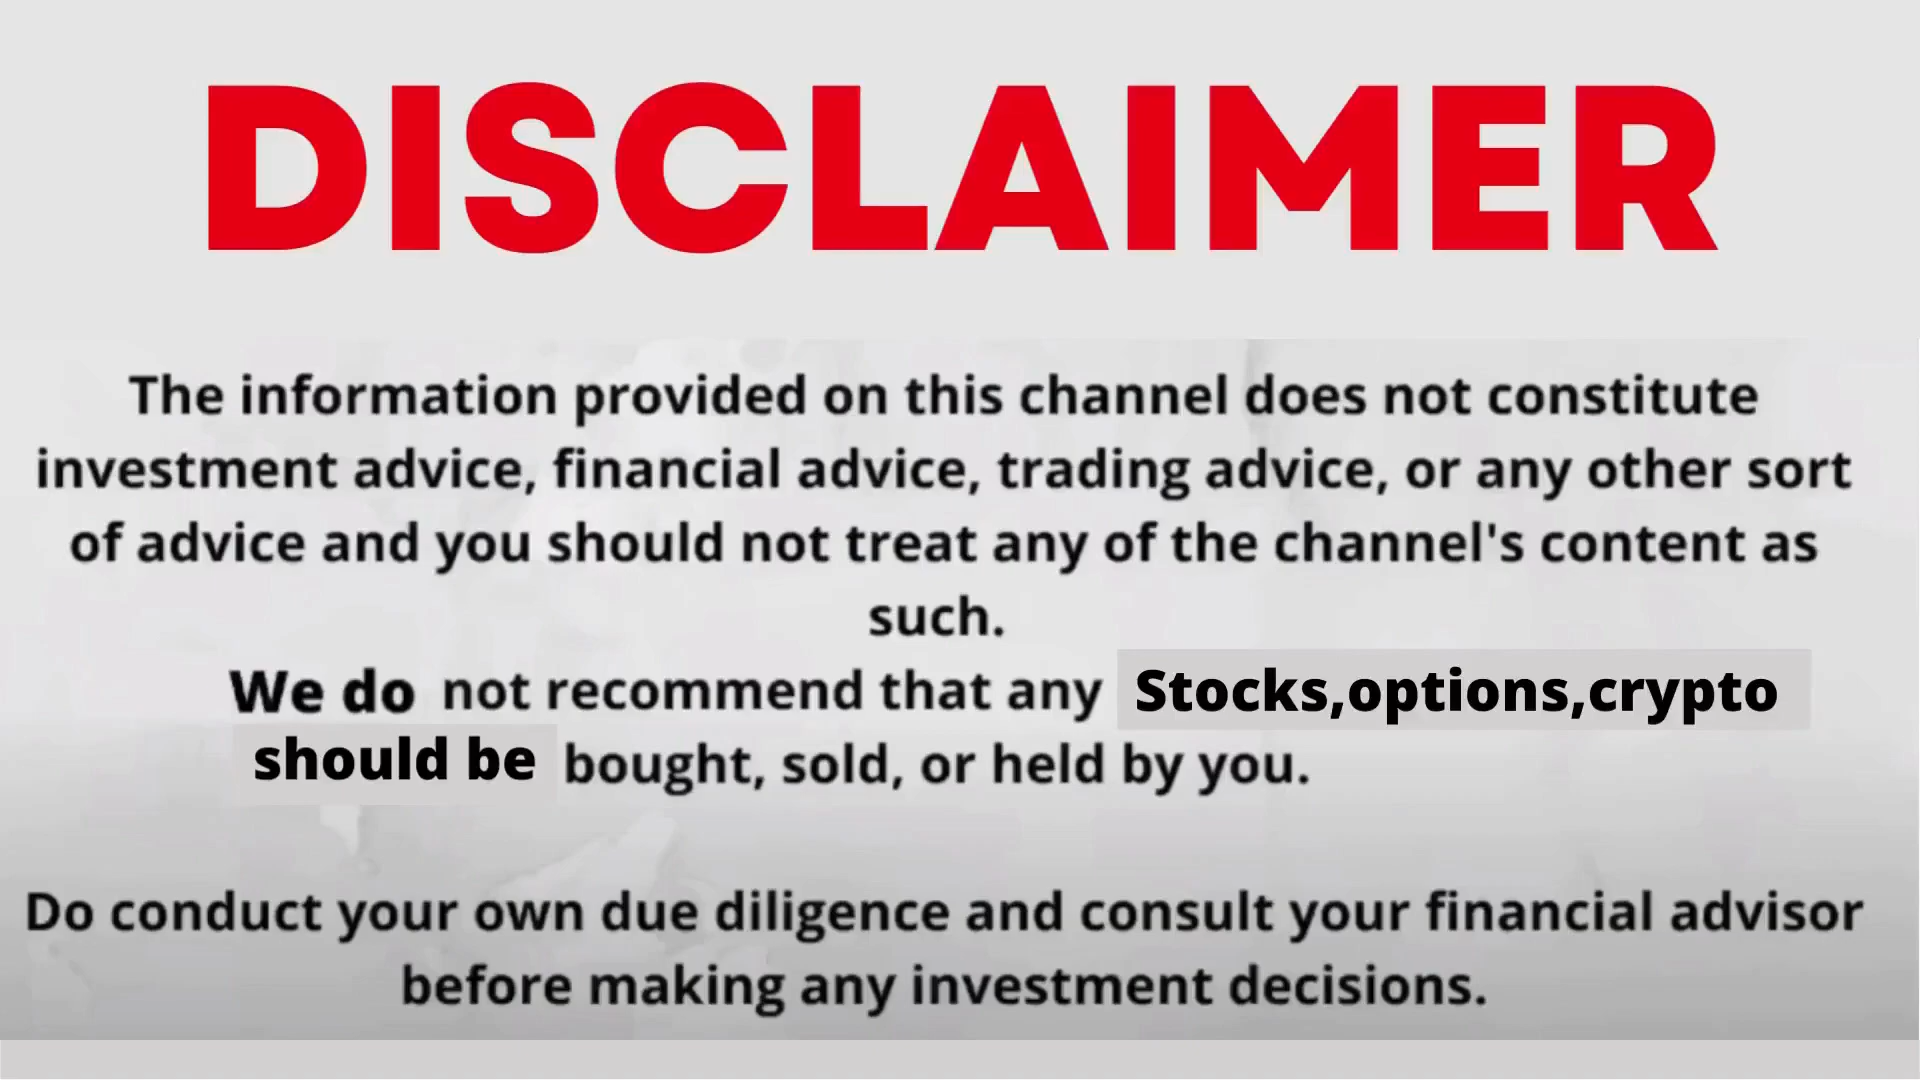 DISCLAIMER
The information provided on this channel does not constitute
investment advice, financial advice, trading advice, or any other sort
of advice and you should not treat any of the channel's content as
such.
We do not recommend that any Stocks,options,crypto
should be bought, sold, or held by you.
Do conduct your own due diligence and consult your financial advisor
before making any investment decisions.